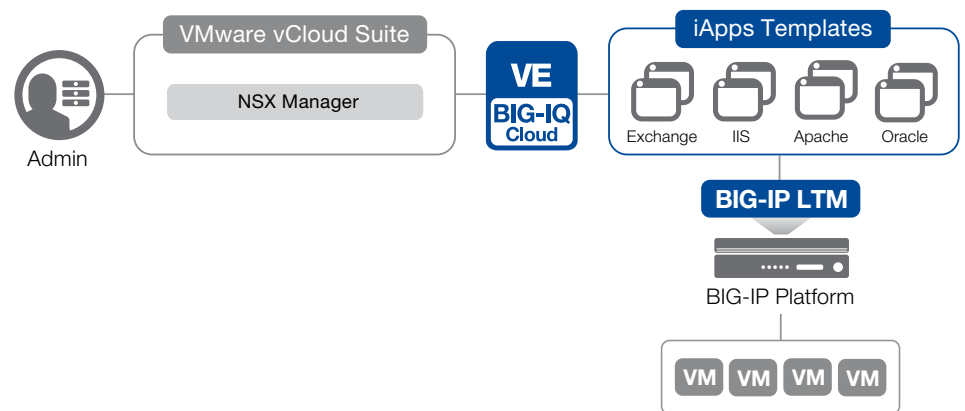 VMware vCloud Suite
NSX Manager
Admin
VE
BIG-IQ
Cloud
iApps Templates
Exchange IIS Apache Oracle
BIG-IP LTM
BIG-IP Platform
VM VM VM VM